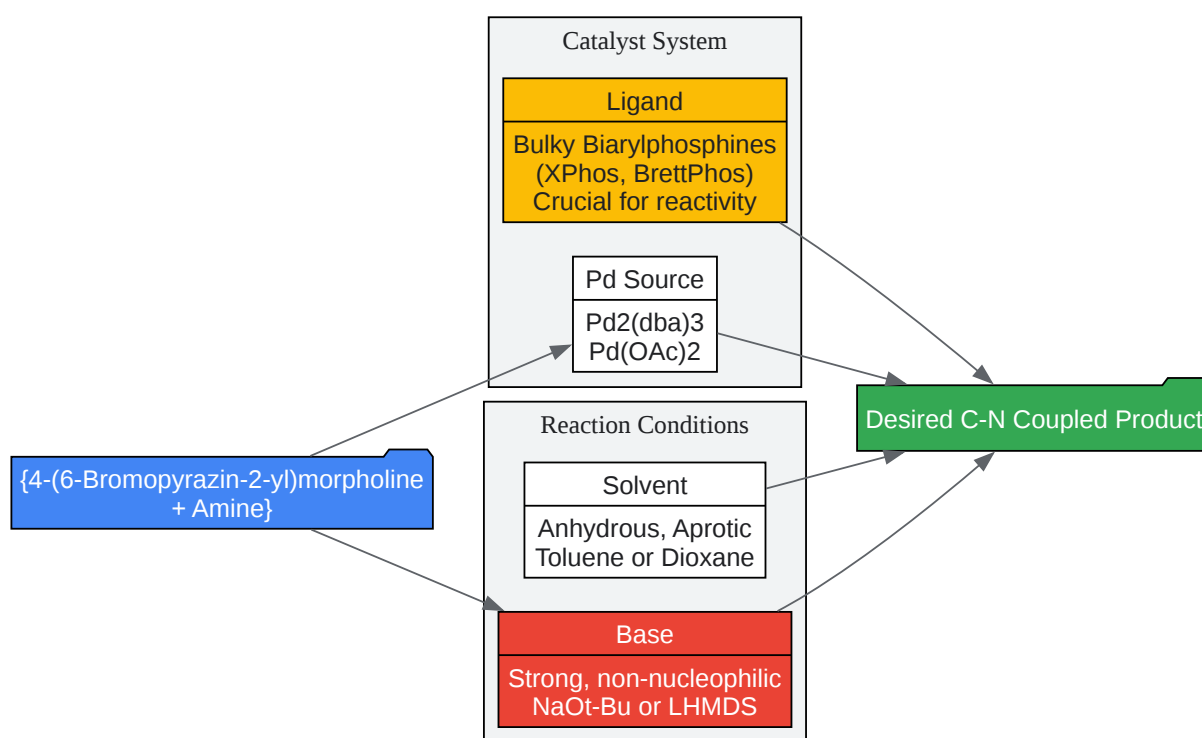 Catalyst System
Ligand
Bulky Biarylphosphines
(XPhos, BrettPhos)
Crucial for reactivity
Pd Source
Pd2(dba)3
Pd(OAc)2
{4-(6-Bromopyrazin-2-yl)morpholine
+ Amine}
Reaction Conditions
Solvent
Anhydrous, Aprotic
Toluene or Dioxane
Base
Strong, non-nucleophilic
NaOt-Bu or LHMDS
Desired C-N Coupled Product